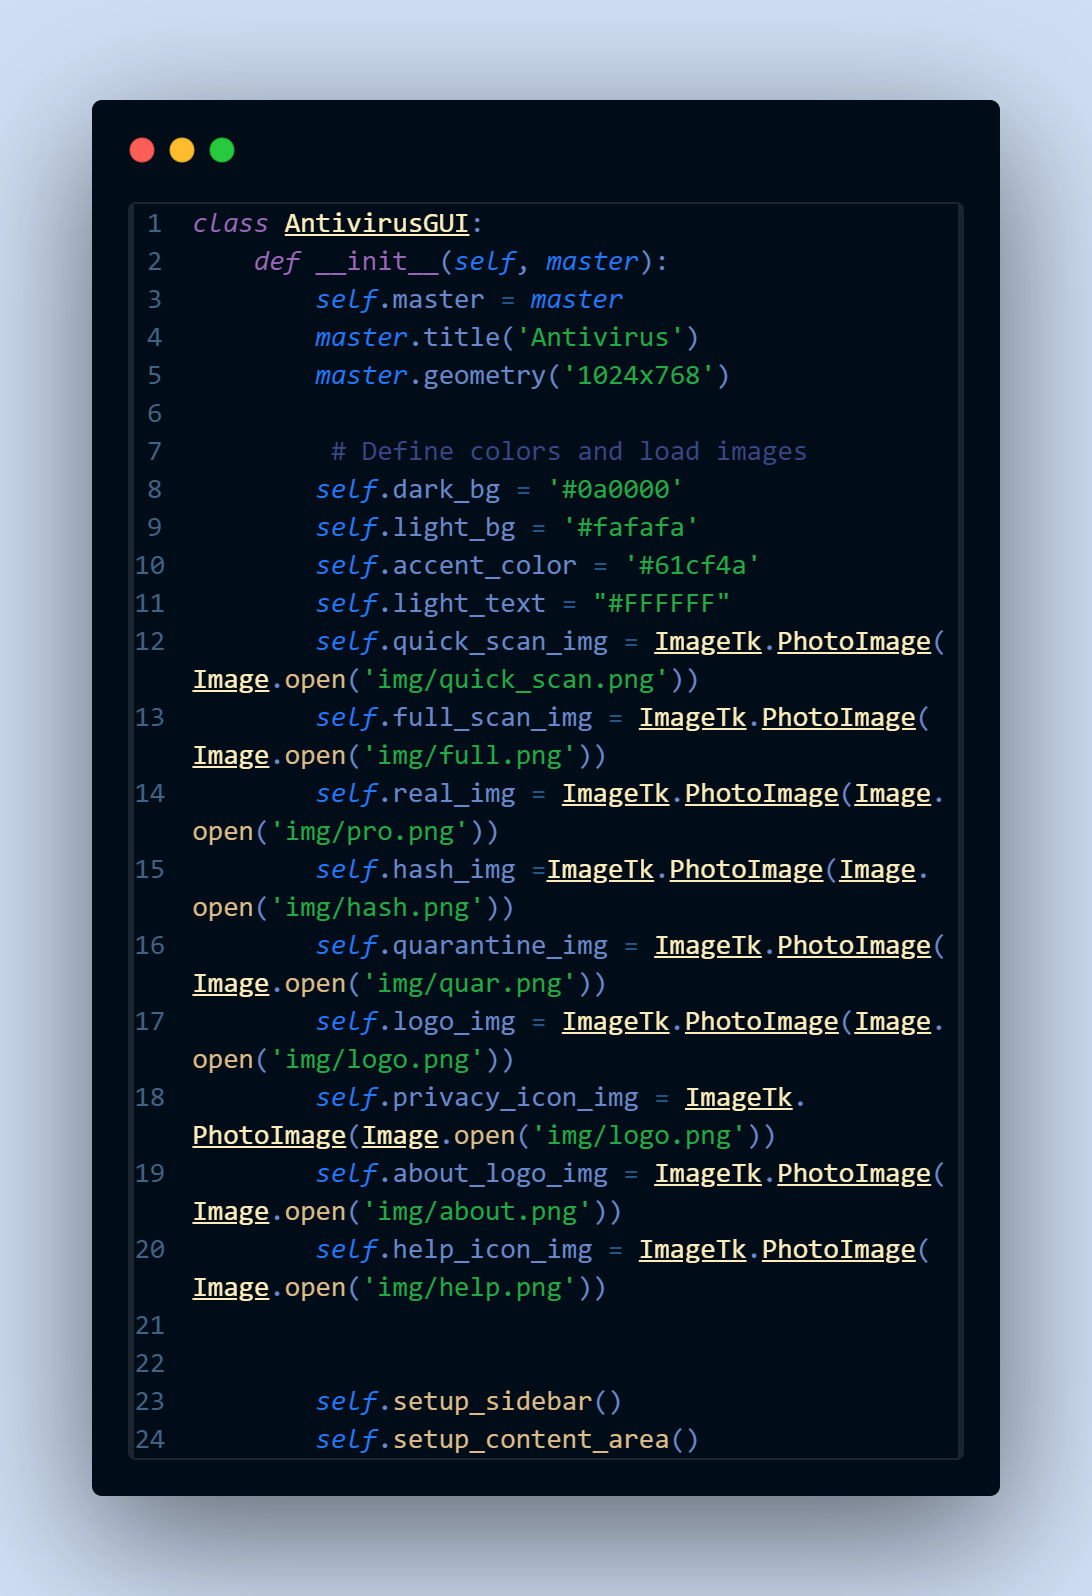 1 class AntivirusGUI:
2     def __init__(self, master):
3         self.master = master
4         master.title('Antivirus')
5         master.geometry('1024x768')
6
7          # Define colors and load images
8         self.dark_bg = '#0a0000'
9         self.light_bg = '#fafafa'
10         self.accent_color = '#61cf4a'
11         self.light_text = "#FFFFFF"
12         self.quick_scan_img = ImageTk.PhotoImage(
Image.open('img/quick_scan.png'))
13         self.full_scan_img = ImageTk.PhotoImage(
Image.open('img/full.png'))
14         self.real_img = ImageTk.PhotoImage(Image.
open('img/pro.png'))
15         self.hash_img =ImageTk.PhotoImage(Image.
open('img/hash.png'))
16         self.quarantine_img = ImageTk.PhotoImage(
Image.open('img/quar.png'))
17         self.logo_img = ImageTk.PhotoImage(Image.
open('img/logo.png'))
18         self.privacy_icon_img = ImageTk.
PhotoImage(Image.open('img/logo.png'))
19         self.about_logo_img = ImageTk.PhotoImage(
Image.open('img/about.png'))
20         self.help_icon_img = ImageTk.PhotoImage(
Image.open('img/help.png'))
21
22
23         self.setup_sidebar()
24         self.setup_content_area()